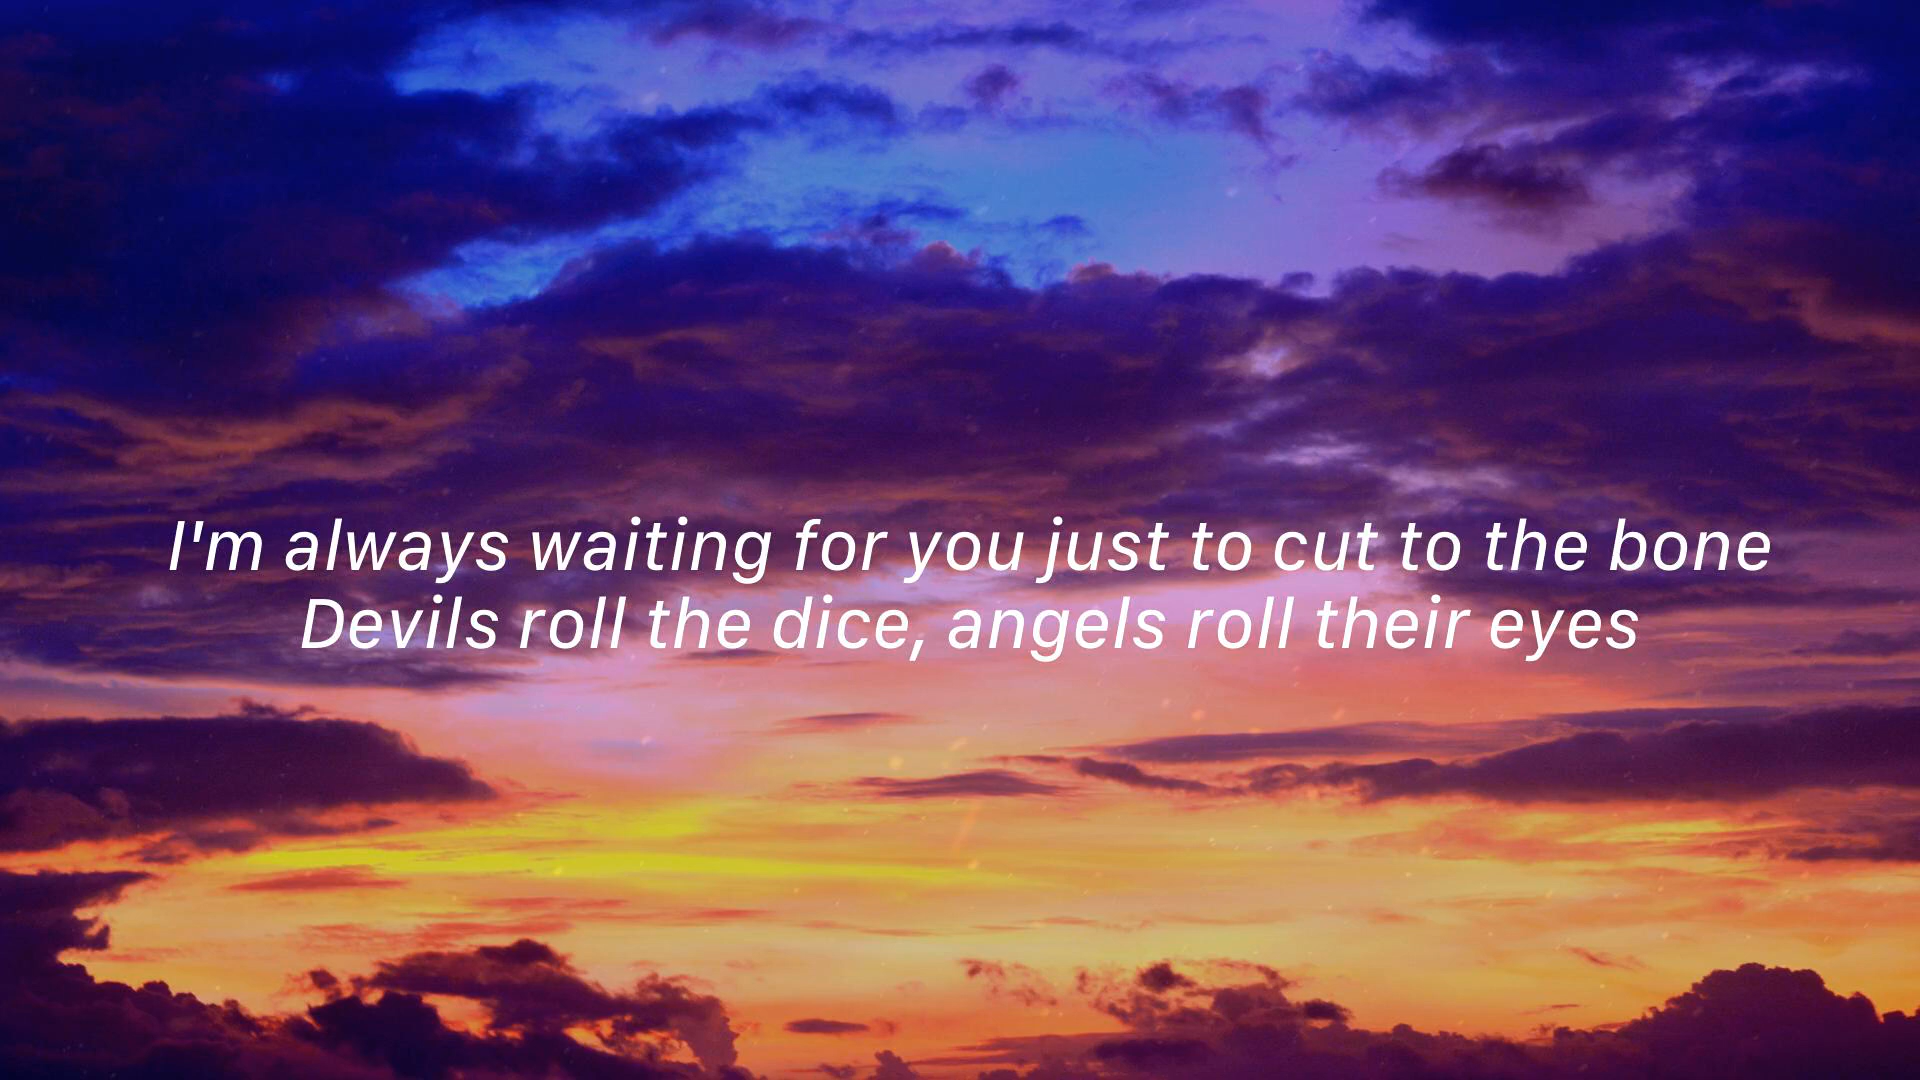 I'm always waiting for you just to cut to the bone
Devils roll the dice, angels roll their eyes